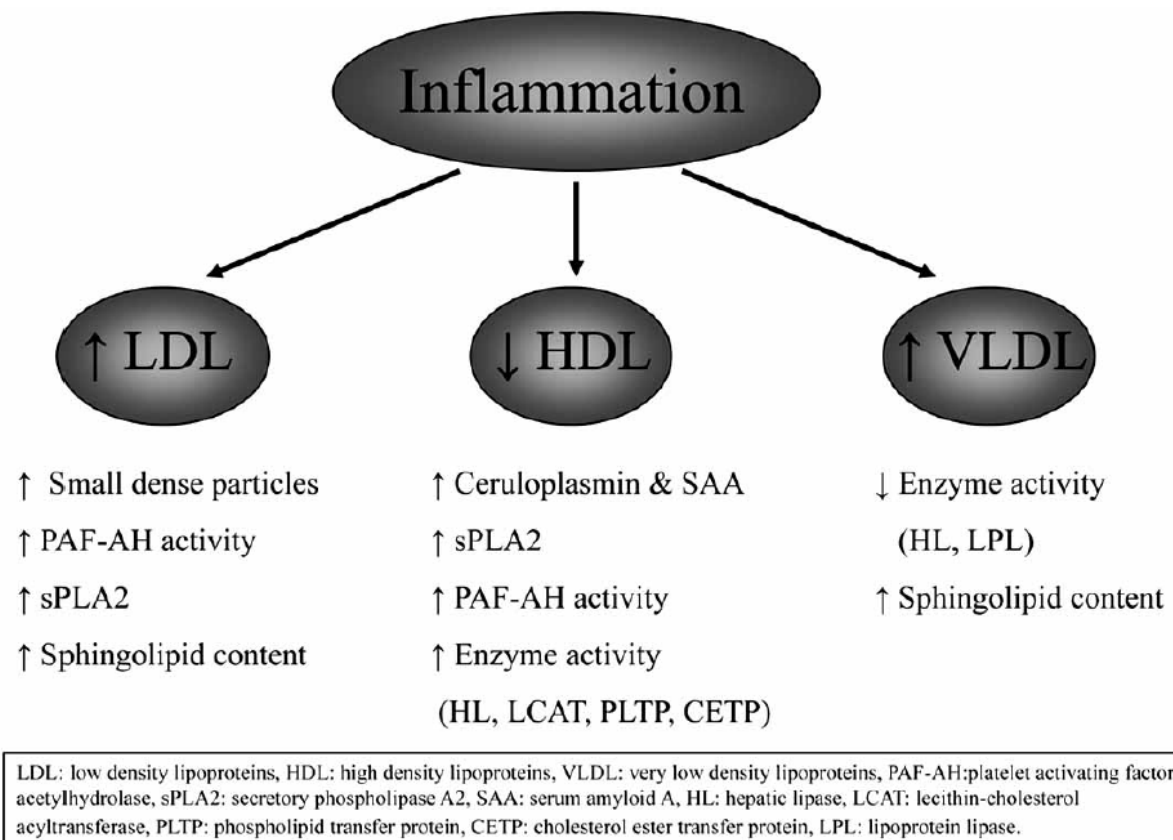 Inflammation
↑ LDL
↓ HDL
↑ VLDL
↑ Small dense particles
↑ PAF-AH activity
↑ sPLA2
↑ Sphingolipid content
↑ Ceruloplasmin & SAA
↑ sPLA2
↑ PAF-AH activity
↑ Enzyme activity
(HL, LCAT, PLTP, CETP)
↓ Enzyme activity
(HL, LPL)
↑ Sphingolipid content
LDL: low density lipoproteins, HDL: high density lipoproteins, VLDL: very low density lipoproteins, PAF-AH:platelet activating factor
acetylhydrolase, sPLA2: secretory phospholipase A2, SAA: serum amyloid A, HL: hepatic lipase, LCAT: lecithin-cholesterol
acyltransferase, PLTP: phospholipid transfer protein, CETP: cholesterol ester transfer protein, LPL: lipoprotein lipase.